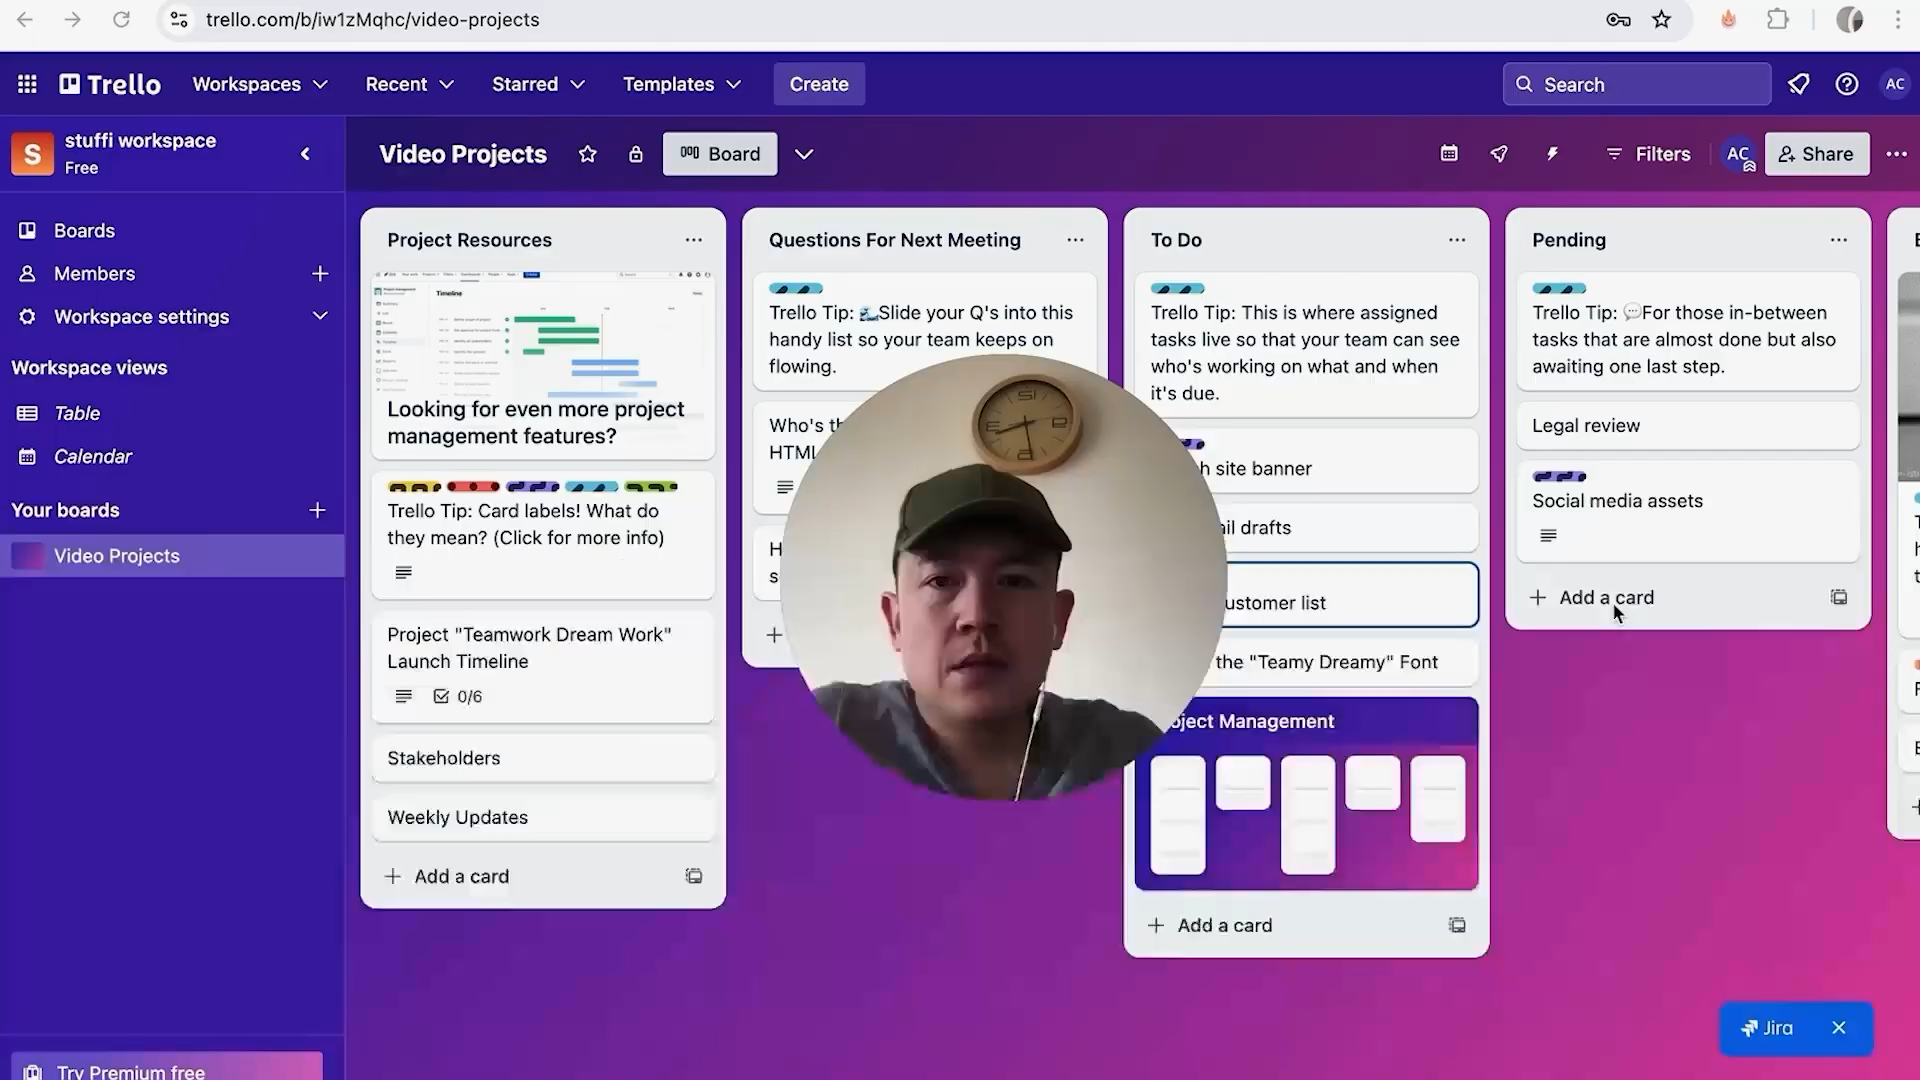 trello.com/b/iw1zMqhc/video-projects
Trello
Workspaces
Recent
Starred
Templates
Create
Search
AC
S
stuffi workspace
Free
Video Projects
Board
Filters
AC
Share
Boards
Members
Workspace settings
Workspace views
Table
Calendar
Your boards
Video Projects
Try Premium free
Project Resources
Timeline
Looking for even more project
management features?
Trello Tip: Card labels! What do
they mean? (Click for more info)
Project "Teamwork Dream Work"
Launch Timeline
0/6
Stakeholders
Weekly Updates
Add a card
Questions For Next Meeting
Trello Tip: 🌊Slide your Q's into this
handy list so your team keeps on
flowing.
Who's th
HTML
H
s
To Do
Trello Tip: This is where assigned
tasks live so that your team can see
who's working on what and when
it's due.
h site banner
ail drafts
ustomer list
the "Teamy Dreamy" Font
oject Management
Add a card
Pending
Trello Tip: 💬For those in-between
tasks that are almost done but also
awaiting one last step.
Legal review
Social media assets
Add a card
Jira